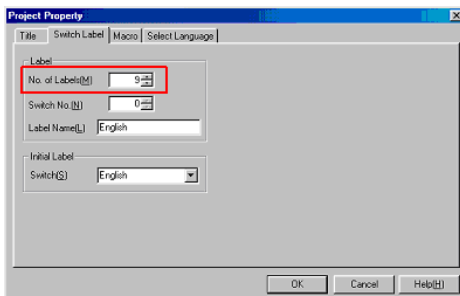 Project Property
Title Switch Label Macro Select Language
Label
No. of Labels(M) 9
Switch No.(N) 0
Label Name(L) English
Initial Label
Switch(S) English
OK Cancel Help(H)